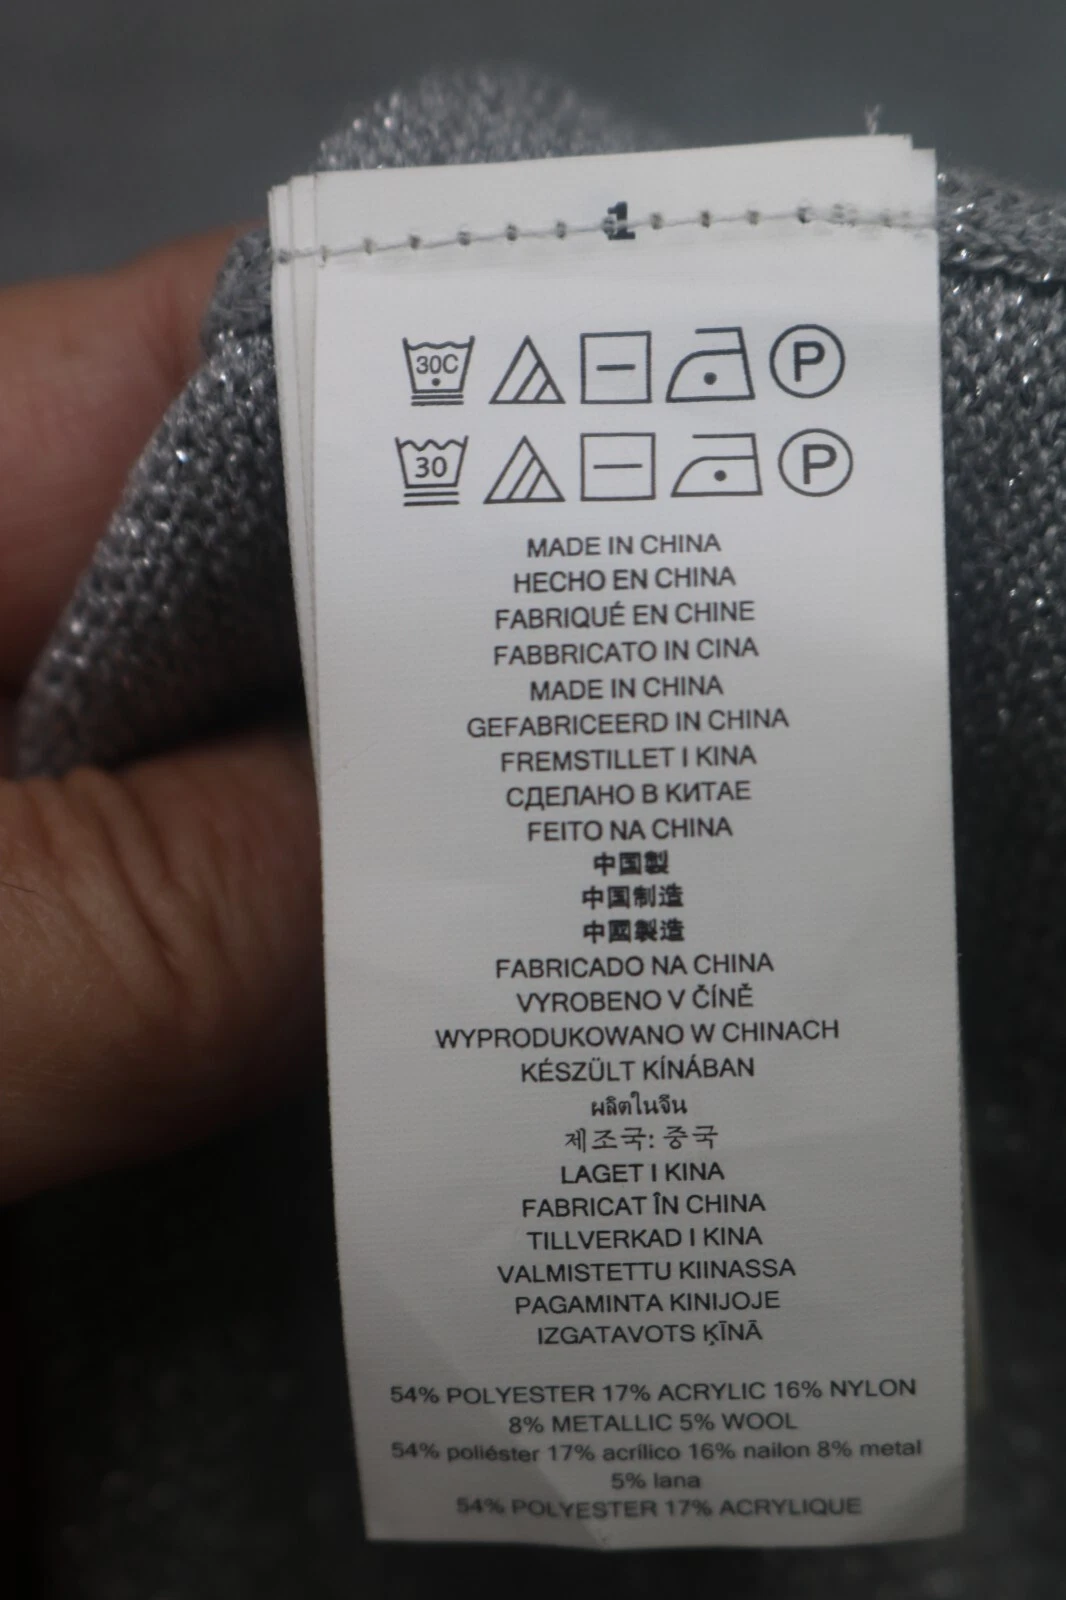 1
30C P
30 P
MADE IN CHINA
HECHO EN CHINA
FABRIQUÉ EN CHINE
FABBRICATO IN CINA
MADE IN CHINA
GEFABRICEERD IN CHINA
FREMSTILLET I KINA
СДЕЛАНО В КИТАЕ
FEITO NA CHINA
中国製
中国制造
中國製造
FABRICADO NA CHINA
VYROBENO V ČÍNĚ
WYPRODUKOWANO W CHINACH
KÉSZÜLT KÍNÁBAN
ผลิตในจีน
제조국: 중국
LAGET I KINA
FABRICAT ÎN CHINA
TILLVERKAD I KINA
VALMISTETTU KIINASSA
PAGAMINTA KINIJOJE
IZGATAVOTS ĶĪNĀ
54% POLYESTER 17% ACRYLIC 16% NYLON
8% METALLIC 5% WOOL
54% poliéster 17% acrílico 16% nailon 8% metal
5% lana
54% POLYESTER 17% ACRYLIQUE